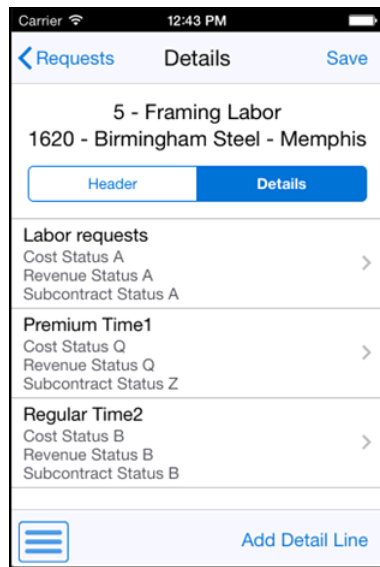 Carrier 12:43 PM
Requests Details Save
5 - Framing Labor
1620 - Birmingham Steel - Memphis
Header Details
Labor requests
Cost Status A
Revenue Status A
Subcontract Status A
Premium Time1
Cost Status Q
Revenue Status Q
Subcontract Status Z
Regular Time2
Cost Status B
Revenue Status B
Subcontract Status B
Add Detail Line